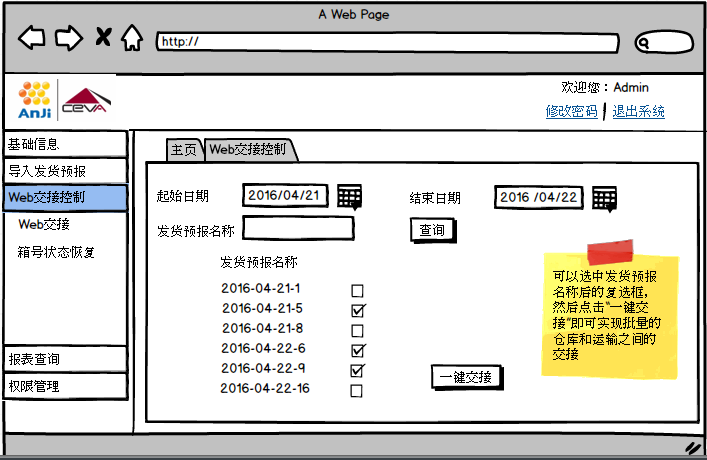 A Web Page
http://
AnJi CEVA
欢迎您：Admin
修改密码 退出系统
基础信息
导入发货预报
Web交接控制
Web交接
箱号状态恢复
报表查询
权限管理
主页 Web交接控制
起始日期 2016/04/21 结束日期 2016 /04/22
发货预报名称 查询
发货预报名称
2016-04-21-1
2016-04-21-5
2016-04-21-8
2016-04-22-6
2016-04-22-9
2016-04-22-16
一键交接
可以选中发货预报
名称后的复选框，
然后点击“一键交
接”即可实现批量的
仓库和运输之间的
交接